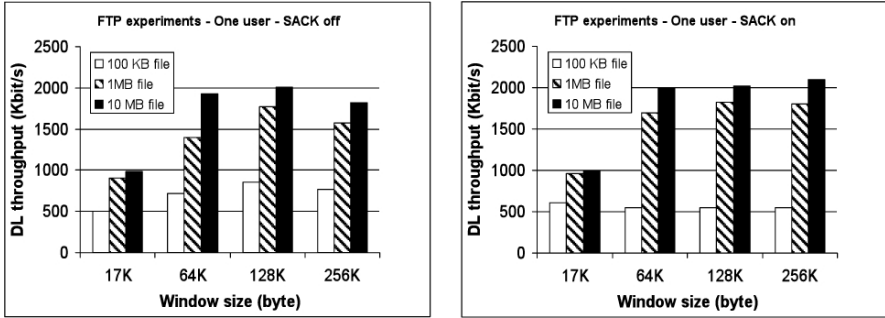 FTP experiments - One user - SACK off
2500
2000
1500
1000
500
0
DL throughput (Kbit/s)
100 KB file
1MB file
10 MB file
17K 64K 128K 256K
Window size (byte)
FTP experiments - One user - SACK on
2500
2000
1500
1000
500
0
DL throughput (Kbit/s)
100 KB file
1MB file
10 MB file
17K 64K 128K 256K
Window size (byte)